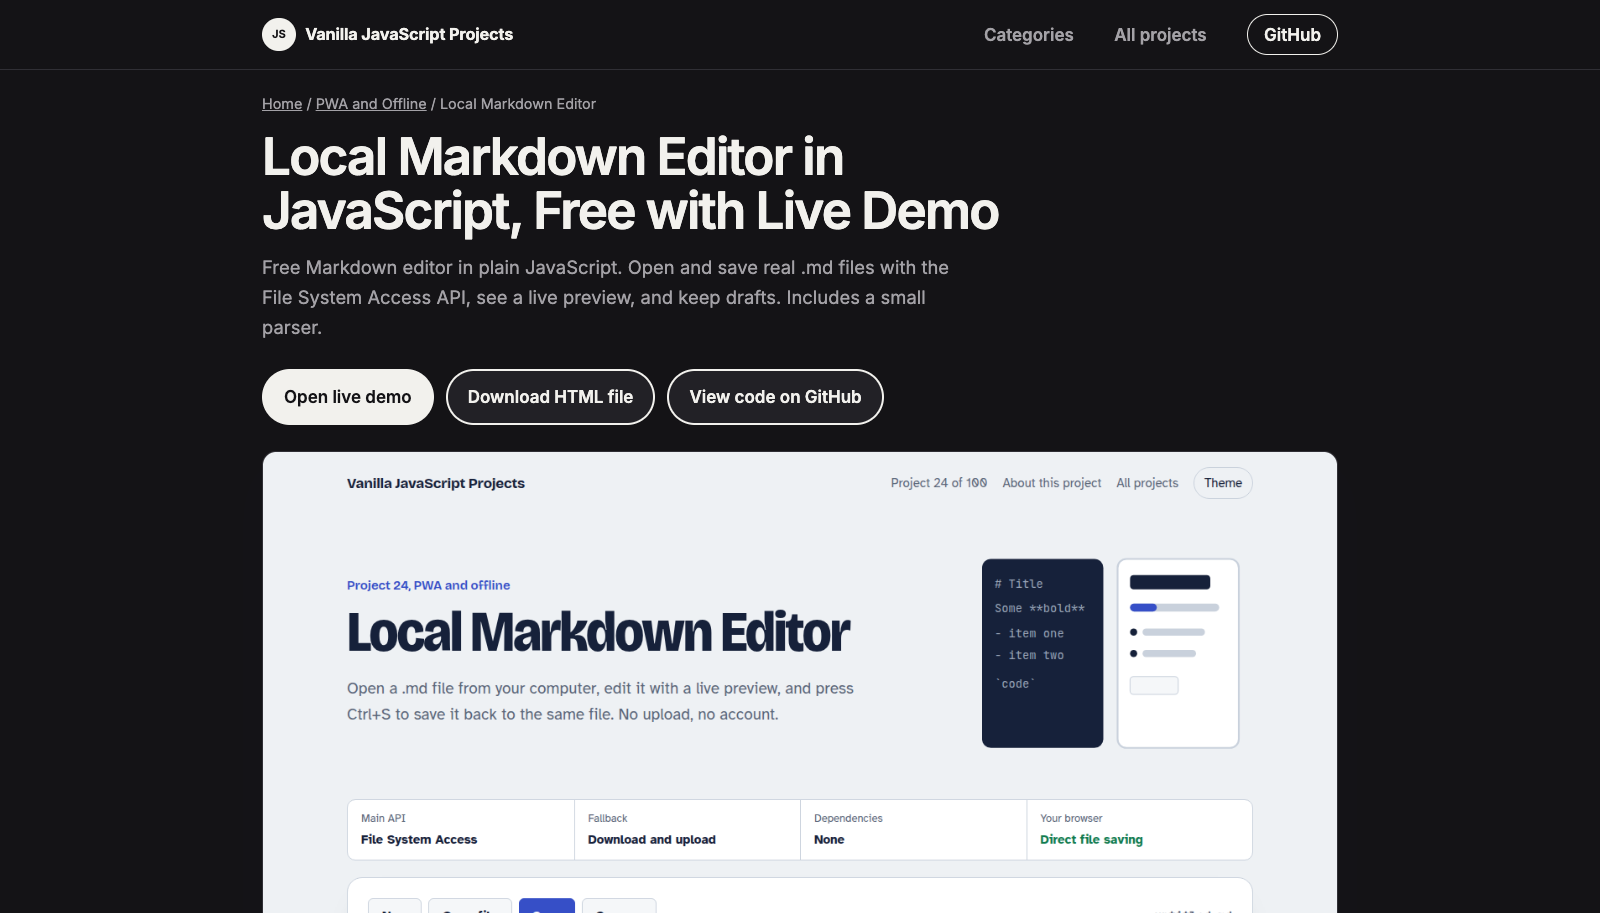 JS Vanilla JavaScript Projects
Categories
All projects
GitHub
Home / PWA and Offline / Local Markdown Editor
Local Markdown Editor in
JavaScript, Free with Live Demo
Free Markdown editor in plain JavaScript. Open and save real .md files with the
File System Access API, see a live preview, and keep drafts. Includes a small
parser.
Open live demo
Download HTML file
View code on GitHub
Vanilla JavaScript Projects
Project 24 of 100
About this project
All projects
Theme
Project 24, PWA and offline
Local Markdown Editor
Open a .md file from your computer, edit it with a live preview, and press
Ctrl+S to save it back to the same file. No upload, no account.
# Title
Some **bold**
- item one
- item two
`code`
Main API
File System Access
Fallback
Download and upload
Dependencies
None
Your browser
Direct file saving